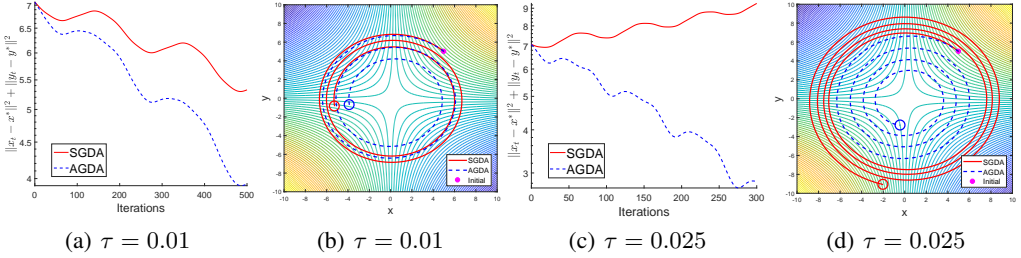 7
6.5
6
5.5
5
4.5
4
0 100 200 300 400 500
Iterations
‖x_t − x*‖² + ‖y_t − y*‖²
SGDA
AGDA
(a) τ = 0.01
10
8
6
4
2
0
-2
-4
-6
-8
-10
-10 -8 -6 -4 -2 0 2 4 6 8 10
x
y
SGDA
AGDA
Initial
(b) τ = 0.01
9
8
7
6
5
4
3
0 50 100 150 200 250 300
Iterations
‖x_t − x*‖² + ‖y_t − y*‖²
SGDA
AGDA
(c) τ = 0.025
10
8
6
4
2
0
-2
-4
-6
-8
-10
-10 -8 -6 -4 -2 0 2 4 6 8 10
x
y
SGDA
AGDA
Initial
(d) τ = 0.025